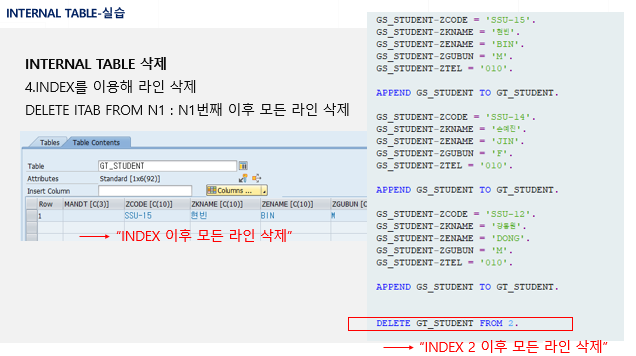 INTERNAL TABLE-실습
INTERNAL TABLE 삭제
4.INDEX를 이용해 라인 삭제
DELETE ITAB FROM N1 : N1번째 이후 모든 라인 삭제
Tables Table Contents
Table GT_STUDENT
Attributes Standard [1x6(92)]
Insert Column Columns ...
Row MANDT [C(3)] ZCODE [C(10)] ZKNAME [C(10)] ZENAME [C(10)] ZGUBUN [C
1 SSU-15 현빈 BIN M
"INDEX 이후 모든 라인 삭제"
GS_STUDENT-ZCODE = 'SSU-15'.
GS_STUDENT-ZKNAME = '현빈'.
GS_STUDENT-ZENAME = 'BIN'.
GS_STUDENT-ZGUBUN = 'M'.
GS_STUDENT-ZTEL = '010'.
APPEND GS_STUDENT TO GT_STUDENT.
GS_STUDENT-ZCODE = 'SSU-14'.
GS_STUDENT-ZKNAME = '손예진'.
GS_STUDENT-ZENAME = 'JIN'.
GS_STUDENT-ZGUBUN = 'F'.
GS_STUDENT-ZTEL = '010'.
APPEND GS_STUDENT TO GT_STUDENT.
GS_STUDENT-ZCODE = 'SSU-12'.
GS_STUDENT-ZKNAME = '강동원'.
GS_STUDENT-ZENAME = 'DONG'.
GS_STUDENT-ZGUBUN = 'M'.
GS_STUDENT-ZTEL = '010'.
APPEND GS_STUDENT TO GT_STUDENT.
DELETE GT_STUDENT FROM 2.
"INDEX 2 이후 모든 라인 삭제"